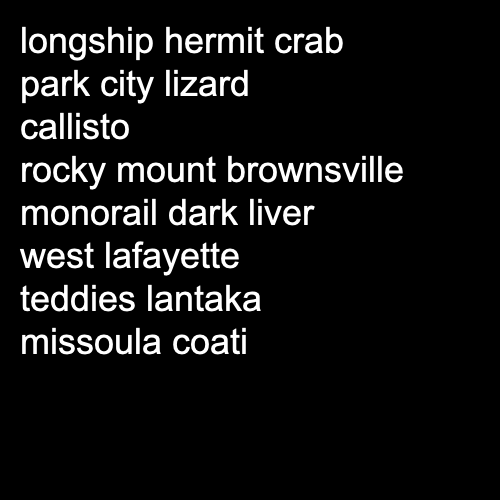 longship hermit crab
park city lizard
callisto
rocky mount brownsville
monorail dark liver
west lafayette
teddies lantaka
missoula coati